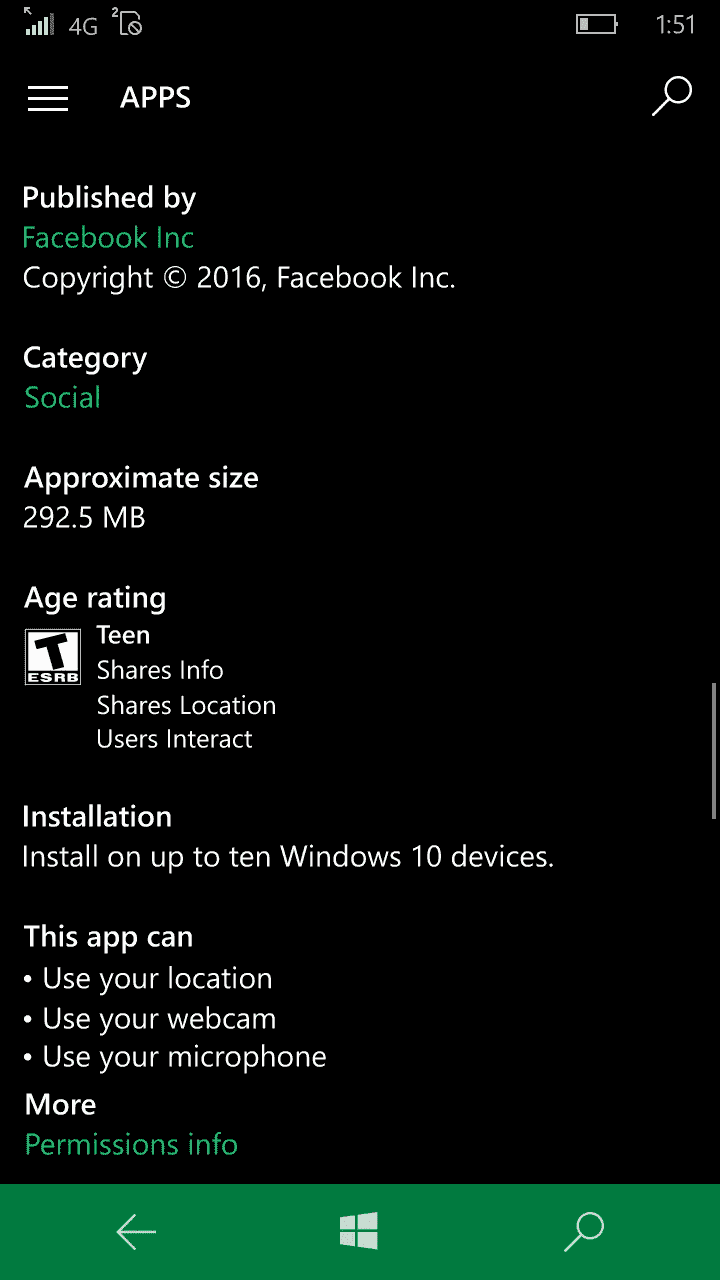 4G 2 1:51
APPS
Published by
Facebook Inc
Copyright © 2016, Facebook Inc.
Category
Social
Approximate size
292.5 MB
Age rating
T
ESRB
Teen
Shares Info
Shares Location
Users Interact
Installation
Install on up to ten Windows 10 devices.
This app can
• Use your location
• Use your webcam
• Use your microphone
More
Permissions info